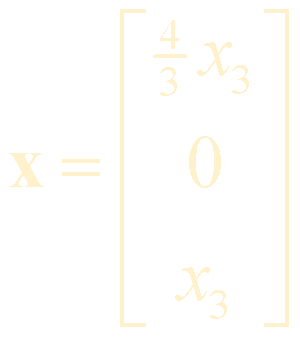 x = [ 4/3 x₃
0
x₃ ]